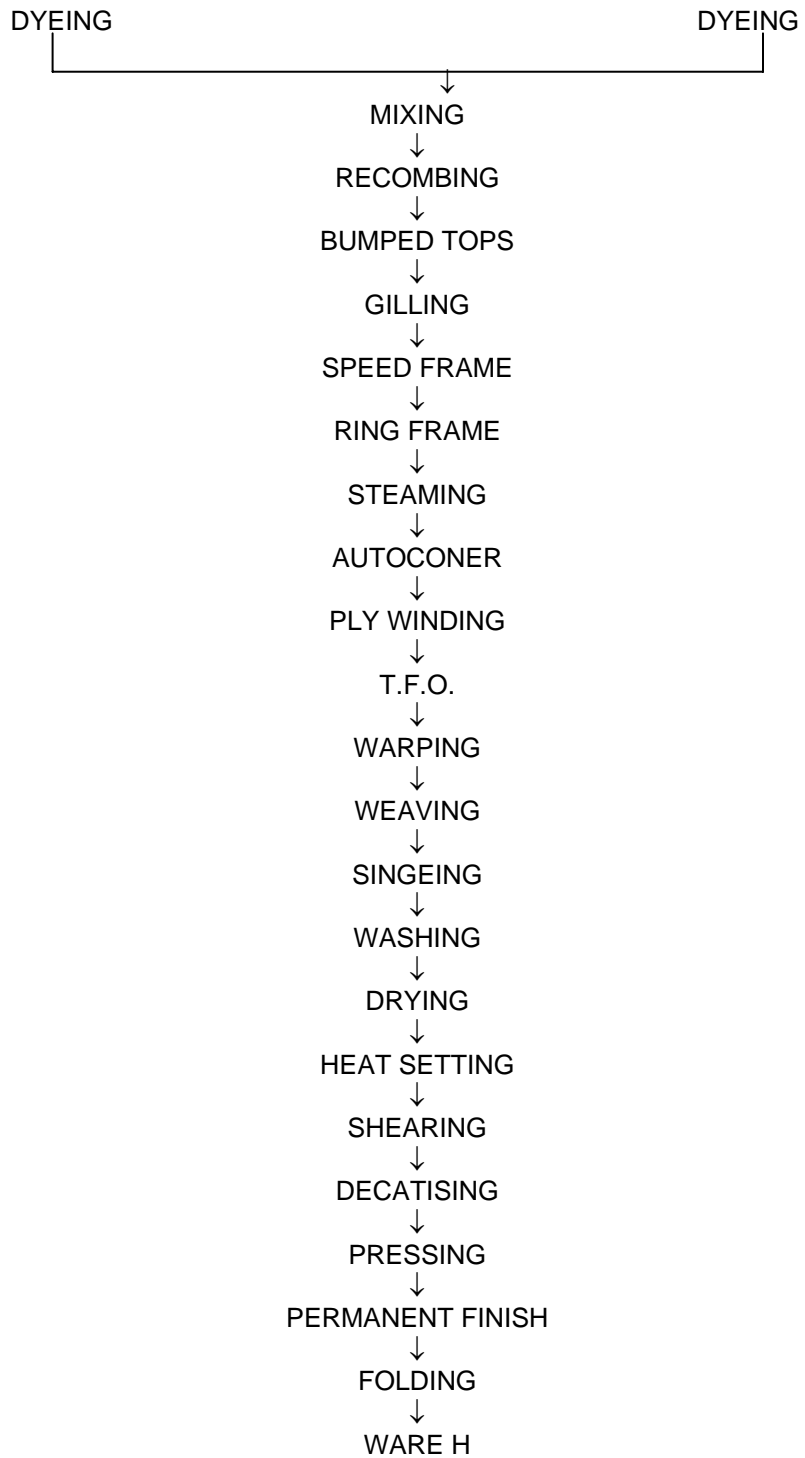 DYEING DYEING
MIXING
RECOMBING
BUMPED TOPS
GILLING
SPEED FRAME
RING FRAME
STEAMING
AUTOCONER
PLY WINDING
T.F.O.
WARPING
WEAVING
SINGEING
WASHING
DRYING
HEAT SETTING
SHEARING
DECATISING
PRESSING
PERMANENT FINISH
FOLDING
WARE H